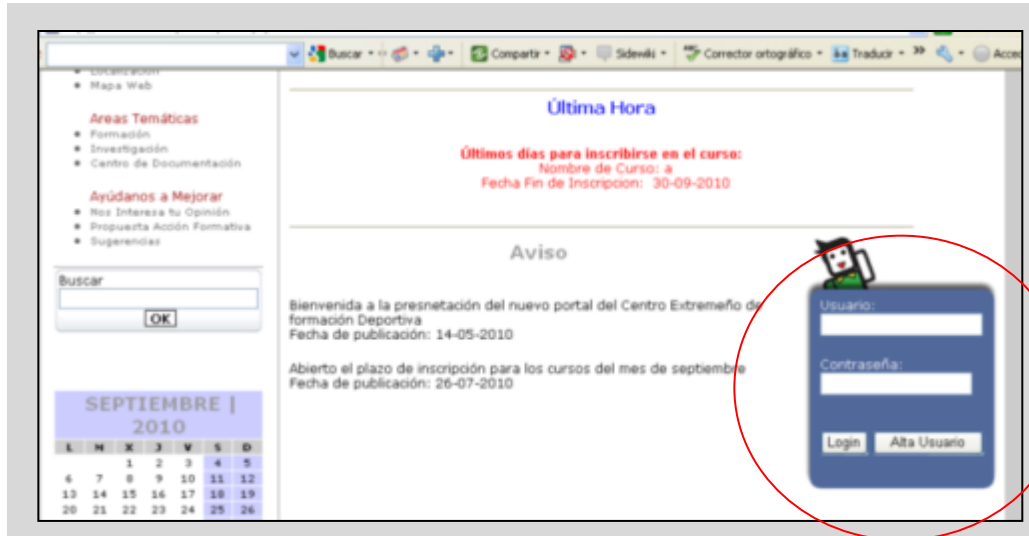 Buscar
Compartir
Sidewiki
Corrector ortográfico
Traducir
Localización
Mapa Web
Areas Temáticas
Formación
Investigación
Centro de Documentación
Ayúdanos a Mejorar
Nos Interesa tu Opinión
Propuesta Acción Formativa
Sugerencias
Buscar
OK
SEPTIEMBRE |
2010
L M X J V S D
1 2 3 4 5
6 7 8 9 10 11 12
13 14 15 16 17 18 19
20 21 22 23 24 25 26
Última Hora
Últimos días para inscribirse en el curso:
Nombre de Curso: a
Fecha Fin de Inscripcion: 30-09-2010
Aviso
Bienvenida a la presnetación del nuevo portal del Centro Extremeño de
formación Deportiva
Fecha de publicación: 14-05-2010
Abierto el plazo de inscripción para los cursos del mes de septiembre
Fecha de publicación: 26-07-2010
Usuario:
Contraseña:
Login Alta Usuario